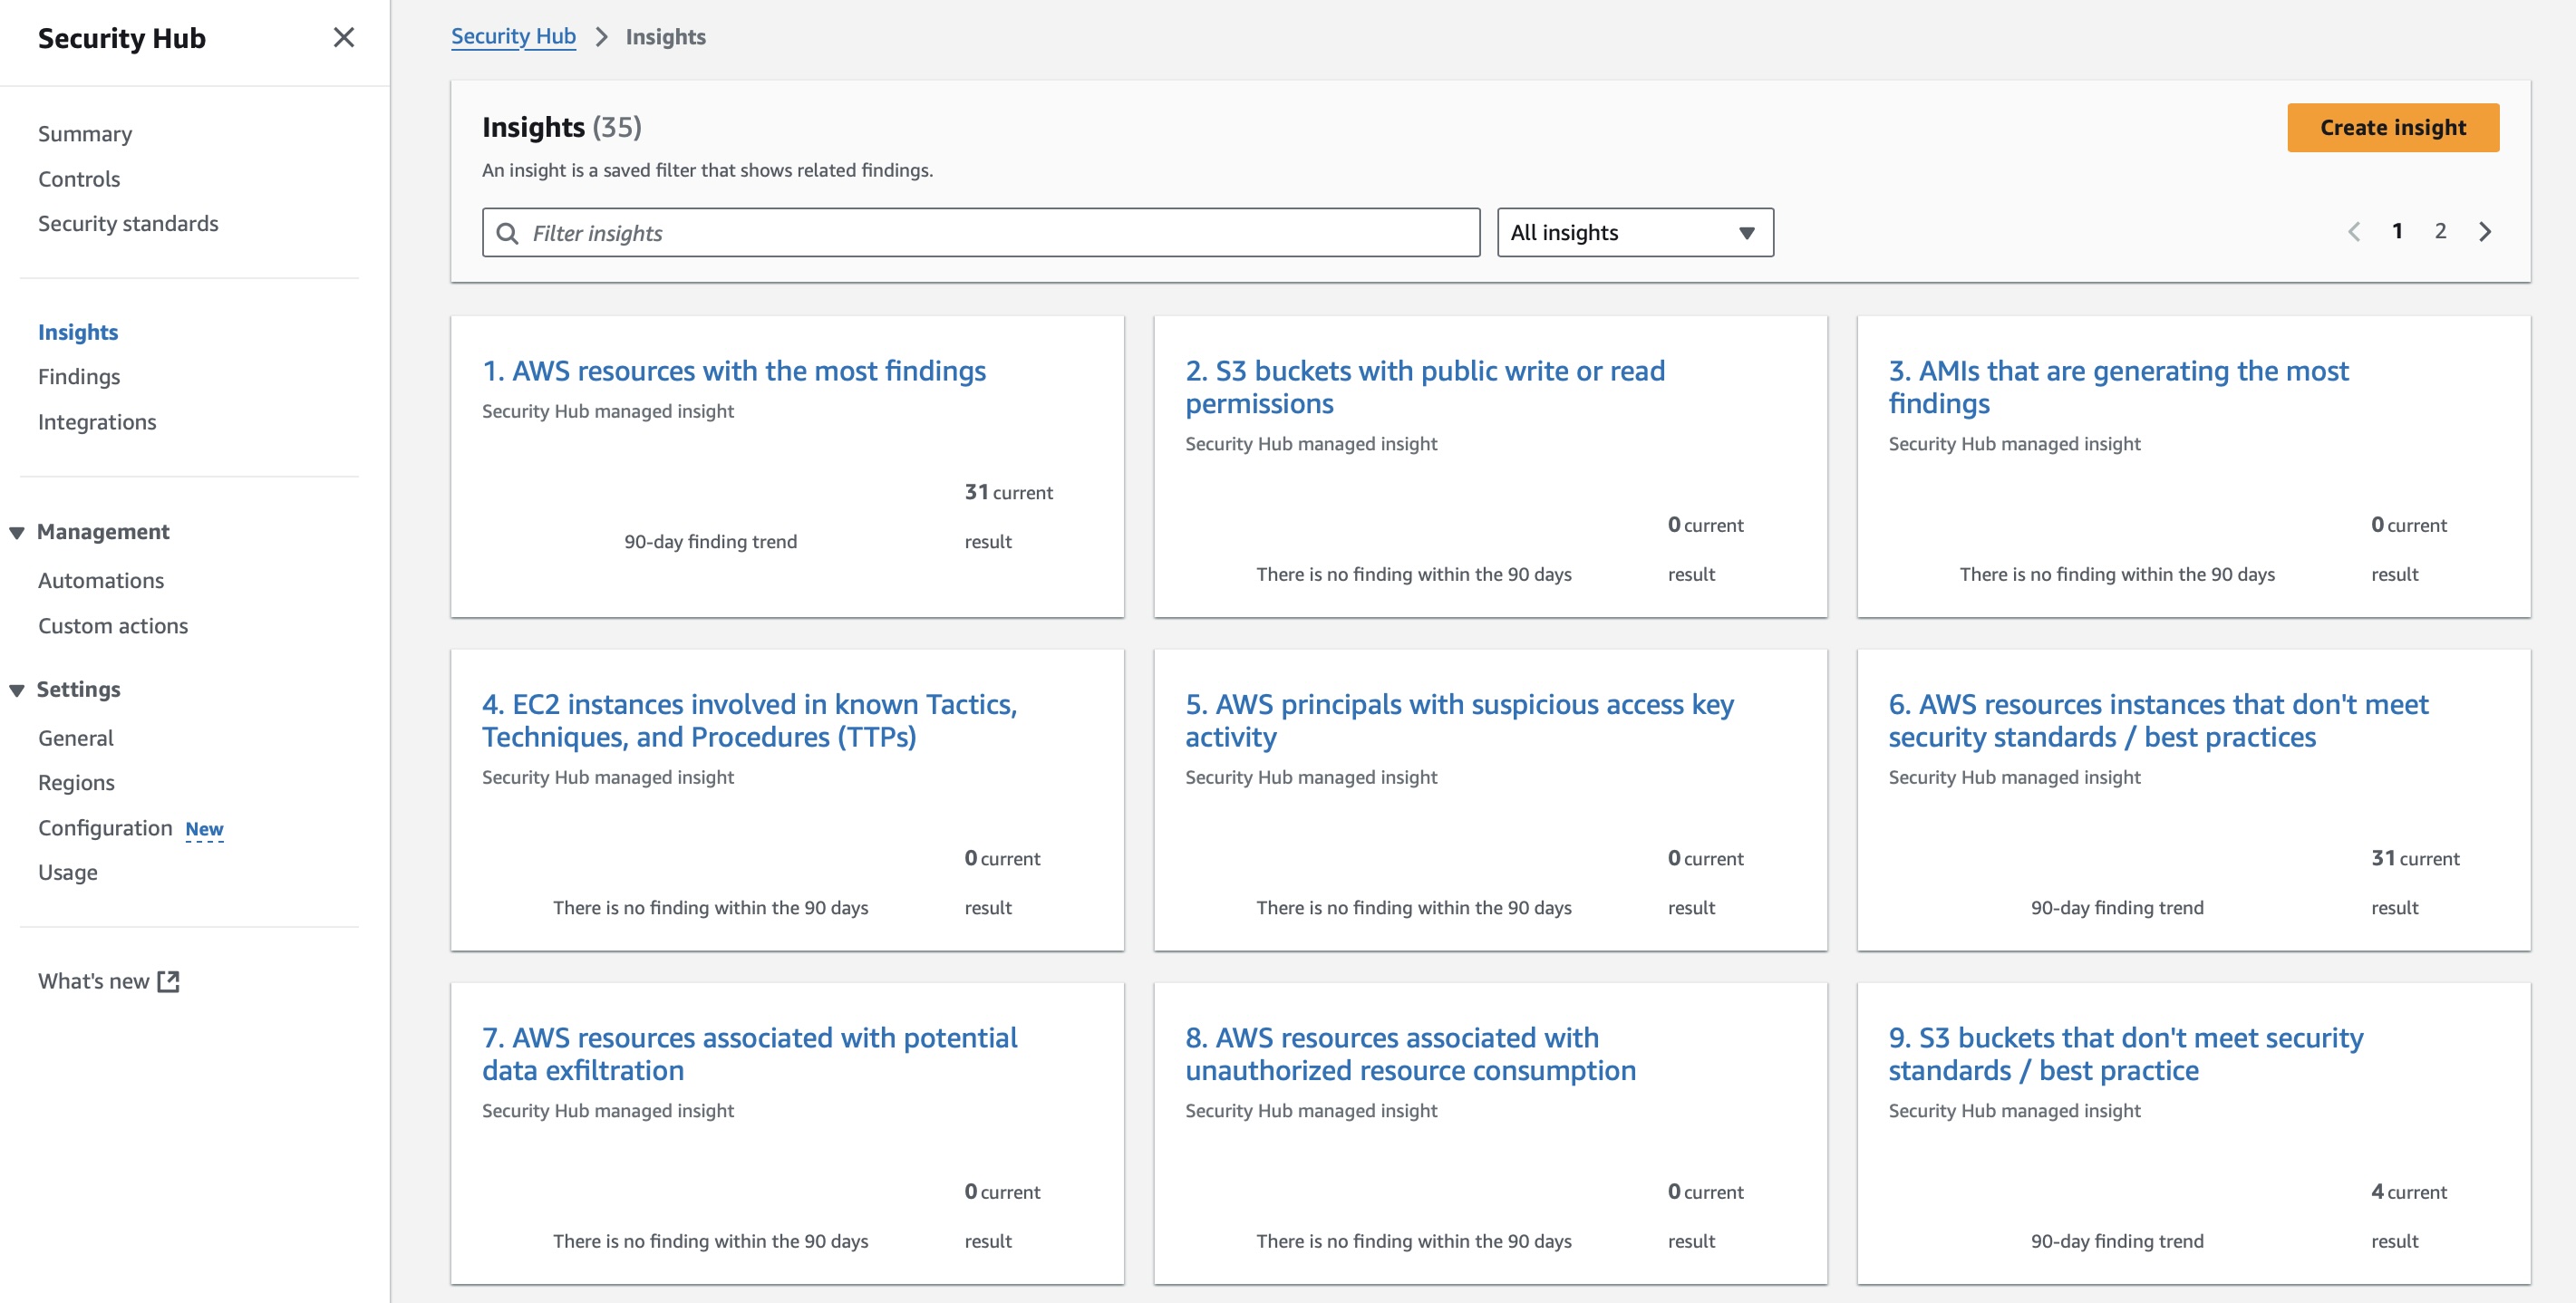 Security Hub
Summary
Controls
Security standards
Insights
Findings
Integrations
Management
Automations
Custom actions
Settings
General
Regions
Configuration New
Usage
What's new
Security Hub > Insights
Insights (35)
Create insight
An insight is a saved filter that shows related findings.
Filter insights
All insights
1 2
1. AWS resources with the most findings
Security Hub managed insight
31 current
90-day finding trend
result
2. S3 buckets with public write or read
permissions
Security Hub managed insight
0 current
There is no finding within the 90 days
result
3. AMIs that are generating the most
findings
Security Hub managed insight
0 current
There is no finding within the 90 days
result
4. EC2 instances involved in known Tactics,
Techniques, and Procedures (TTPs)
Security Hub managed insight
0 current
There is no finding within the 90 days
result
5. AWS principals with suspicious access key
activity
Security Hub managed insight
0 current
There is no finding within the 90 days
result
6. AWS resources instances that don't meet
security standards / best practices
Security Hub managed insight
31 current
90-day finding trend
result
7. AWS resources associated with potential
data exfiltration
Security Hub managed insight
0 current
There is no finding within the 90 days
result
8. AWS resources associated with
unauthorized resource consumption
Security Hub managed insight
0 current
There is no finding within the 90 days
result
9. S3 buckets that don't meet security
standards / best practice
Security Hub managed insight
4 current
90-day finding trend
result